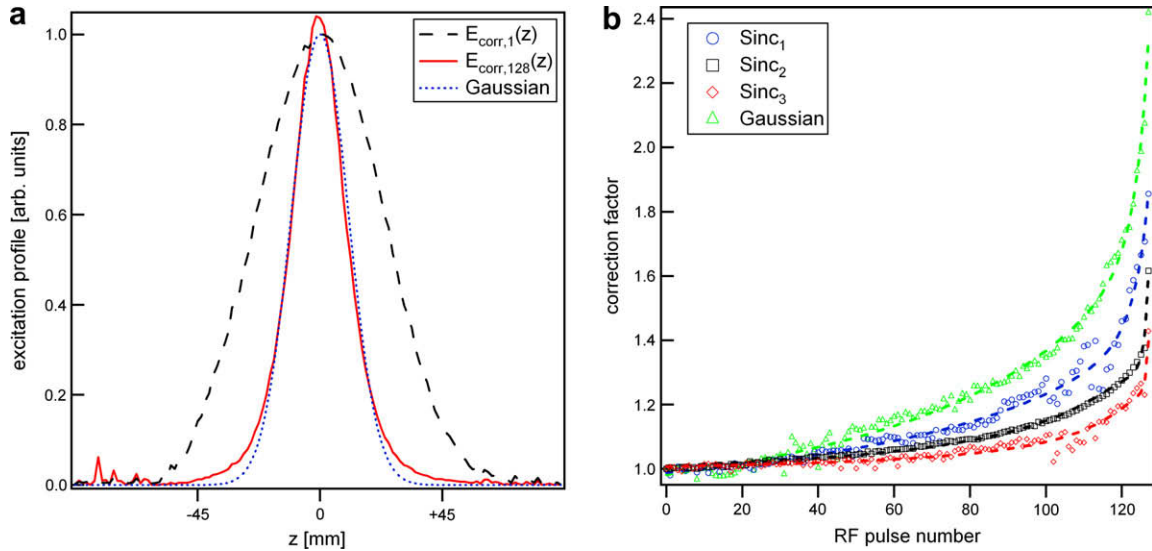 a
excitation profile [arb. units]
1.0
0.8
0.6
0.4
0.2
0.0
-45
0
+45
z [mm]
E_corr,1(z)
E_corr,128(z)
Gaussian
b
correction factor
2.4
2.2
2.0
1.8
1.6
1.4
1.2
1.0
0
20
40
60
80
100
120
RF pulse number
Sinc₁
Sinc₂
Sinc₃
Gaussian